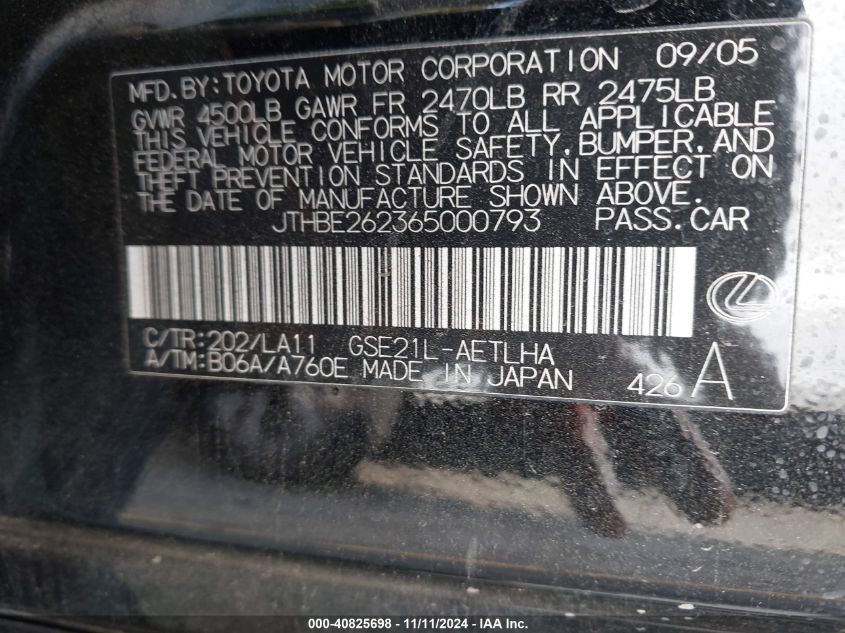 MFD. BY: TOYOTA MOTOR CORPORATION 09/05
GVWR 4500LB GAWR FR 2470LB RR 2475LB
THIS VEHICLE CONFORMS TO ALL APPLICABLE
FEDERAL MOTOR VEHICLE SAFETY, BUMPER, AND
THEFT PREVENTION STANDARDS IN EFFECT ON
THE DATE OF MANUFACTURE SHOWN ABOVE.
JTHBE262365000793 PASS. CAR
C/TR: 202/LA11 GSE21L-AETLHA
A/TM: B06A/A760E MADE IN JAPAN 426 A
000-40825698 - 11/11/2024 - IAA, Inc.